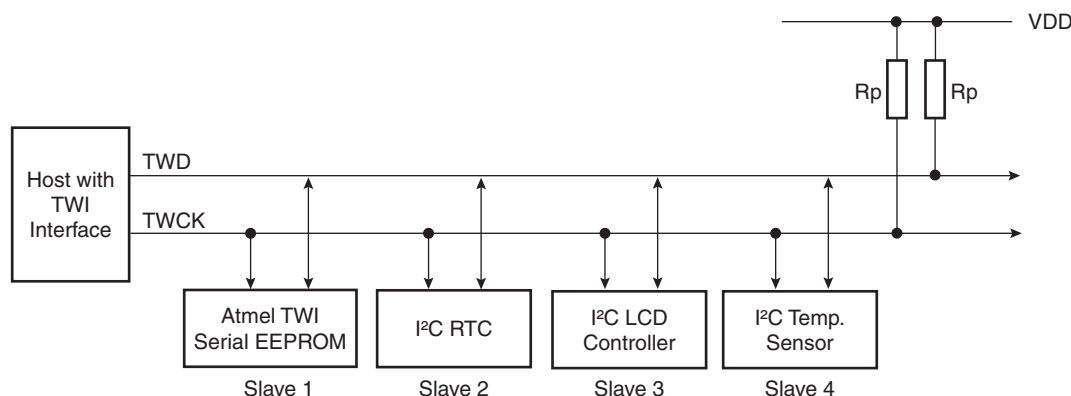 VDD
Rp Rp
Host with
TWI
Interface
TWD
TWCK
Atmel TWI
Serial EEPROM
I²C RTC
I²C LCD
Controller
I²C Temp.
Sensor
Slave 1
Slave 2
Slave 3
Slave 4